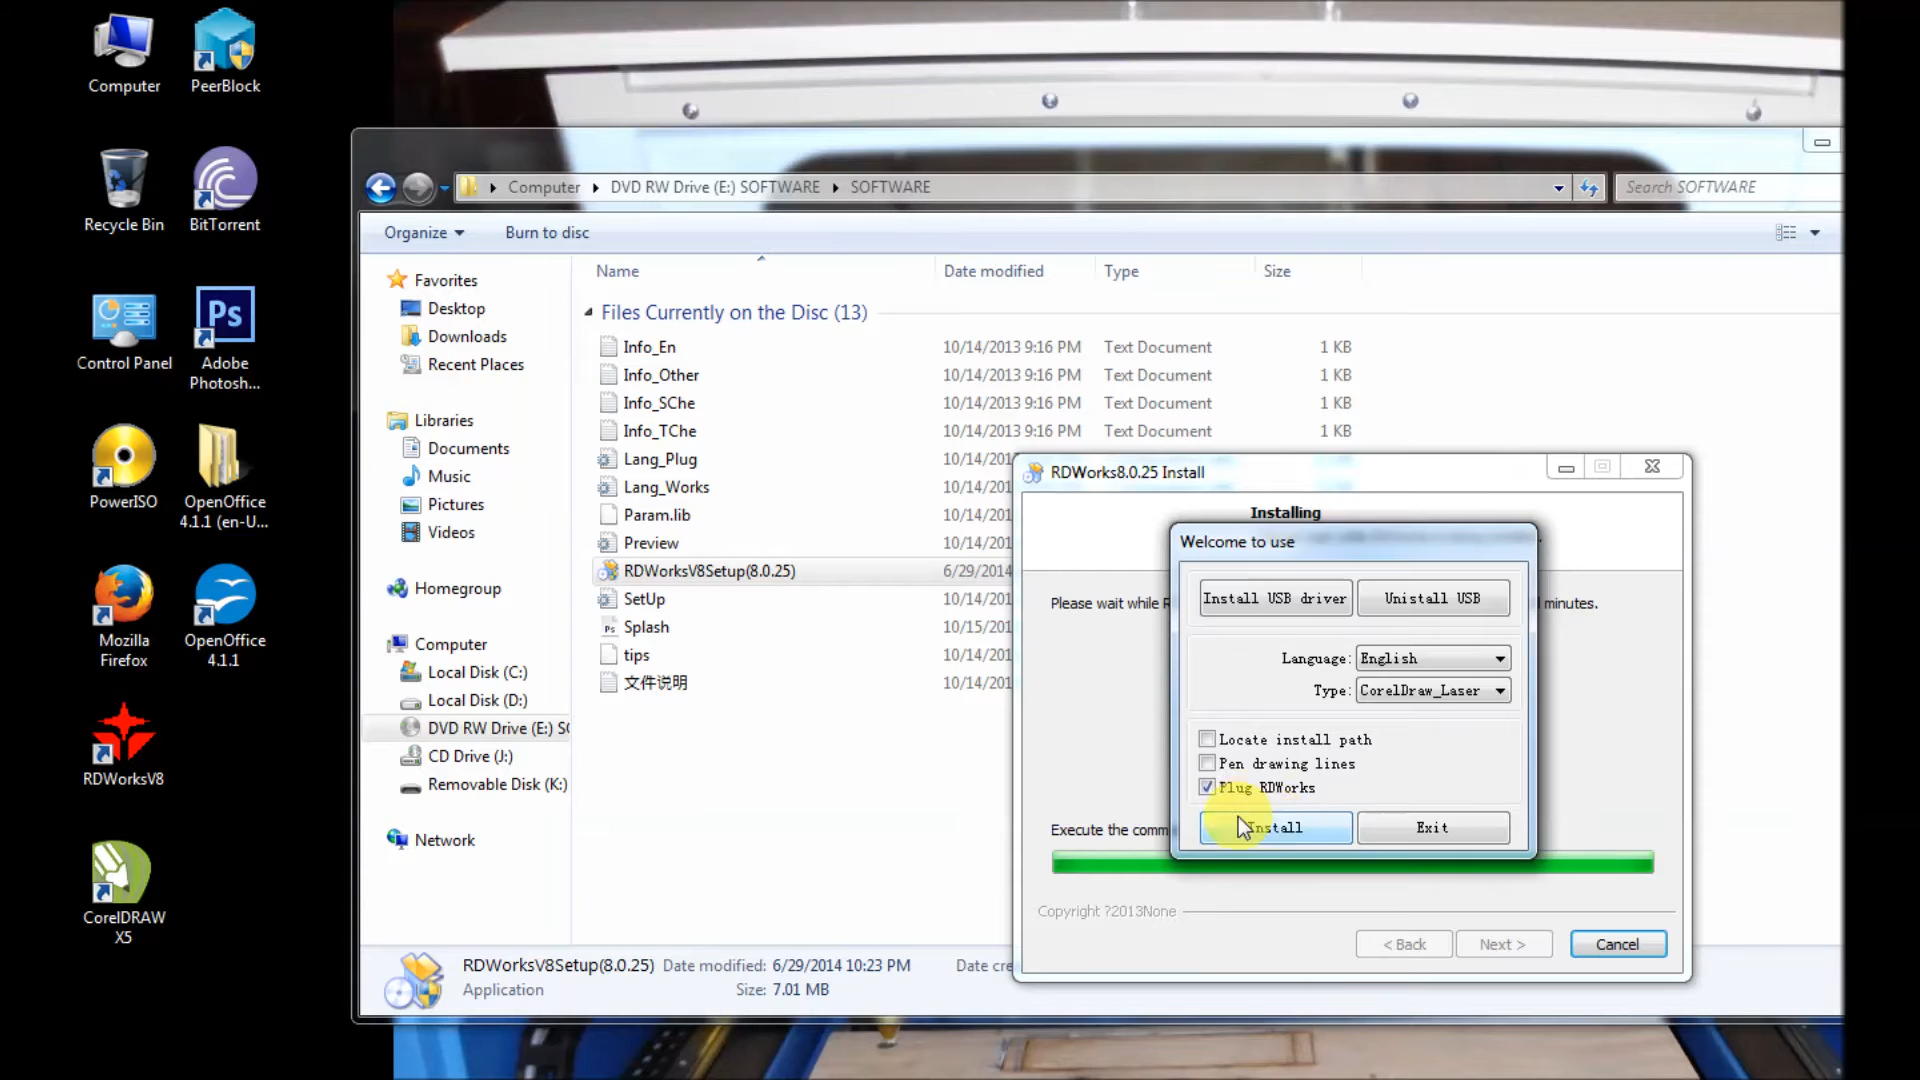 Computer
PeerBlock
Recycle Bin
BitTorrent
Control Panel
Adobe
Photosh...
PowerISO
OpenOffice
4.1.1 (en-U...
Mozilla
Firefox
OpenOffice
4.1.1
RDWorksV8
CorelDRAW
X5
Computer
DVD RW Drive (E:) SOFTWARE
SOFTWARE
Search SOFTWARE
Organize
Burn to disc
Favorites
Desktop
Downloads
Recent Places
Libraries
Documents
Music
Pictures
Videos
Homegroup
Computer
Local Disk (C:)
Local Disk (D:)
DVD RW Drive (E:) SO
CD Drive (J:)
Removable Disk (K:)
Network
Name Date modified Type Size
Files Currently on the Disc (13)
Info_En 10/14/2013 9:16 PM Text Document 1 KB
Info_Other 10/14/2013 9:16 PM Text Document 1 KB
Info_SChe 10/14/2013 9:16 PM Text Document 1 KB
Info_TChe 10/14/2013 9:16 PM Text Document 1 KB
Lang_Plug 10/14/201
Lang_Works 10/14/201
Param.lib 10/14/201
Preview 10/14/201
RDWorksV8Setup(8.0.25) 6/29/2014
SetUp 10/14/201
Splash 10/15/201
tips 10/14/201
文件说明 10/14/201
RDWorks8.0.25 Install
Installing
Welcome to use
Install USB driver
Unistall USB
Please wait while R
minutes.
Language: English
Type: CorelDraw_Laser
Locate install path
Pen drawing lines
Plug RDWorks
Execute the comm
Install
Exit
Copyright ?2013None
< Back
Next >
Cancel
RDWorksV8Setup(8.0.25) Date modified: 6/29/2014 10:23 PM Date cre
Application Size: 7.01 MB